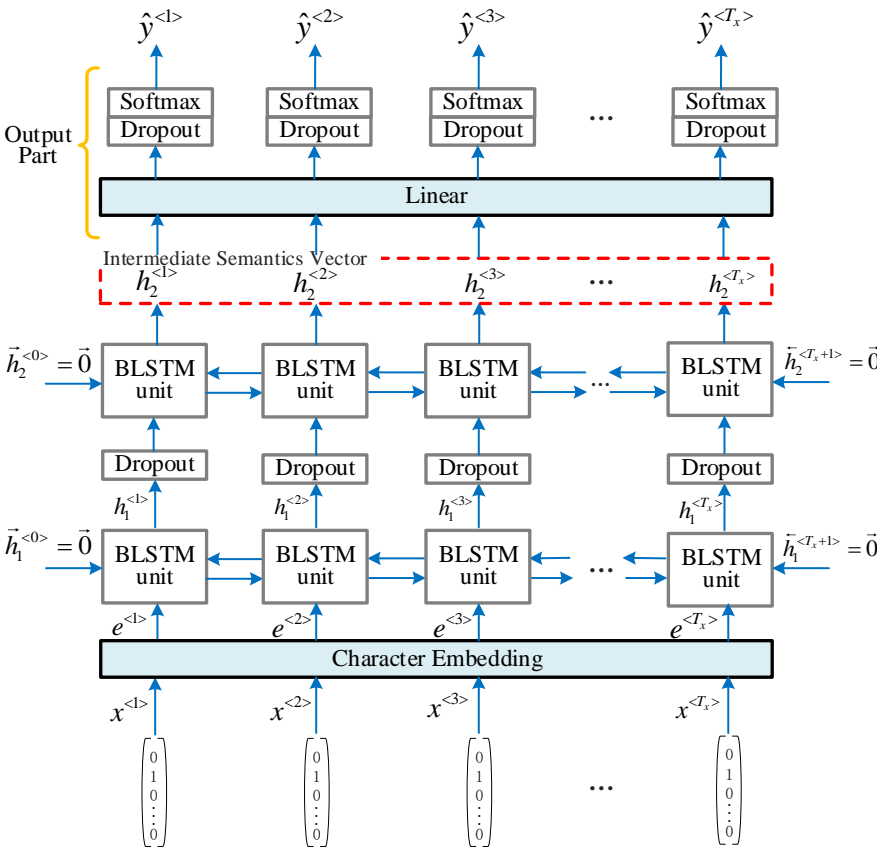 ŷ<1> ŷ<2> ŷ<3> ŷ<Tx>
Softmax Softmax Softmax Softmax
Dropout Dropout Dropout ... Dropout
Output
Part
Linear
Intermediate Semantics Vector
h₂<1> h₂<2> h₂<3> ... h₂<Tx>
h⃗₂<0> = 0⃗ BLSTM unit BLSTM unit BLSTM unit ... BLSTM unit h⃖₂<Tx+1> = 0⃗
Dropout Dropout Dropout Dropout
h₁<1> h₁<2> h₁<3> h₁<Tx>
h⃗₁<0> = 0⃗ BLSTM unit BLSTM unit BLSTM unit ... BLSTM unit h⃖₁<Tx+1> = 0⃗
e<1> e<2> e<3> e<Tx>
Character Embedding
x<1> x<2> x<3> x<Tx>
0 0 0 0
1 1 1 1
0 0 0 ... 0
⋮ ⋮ ⋮ ⋮
0 0 0 0